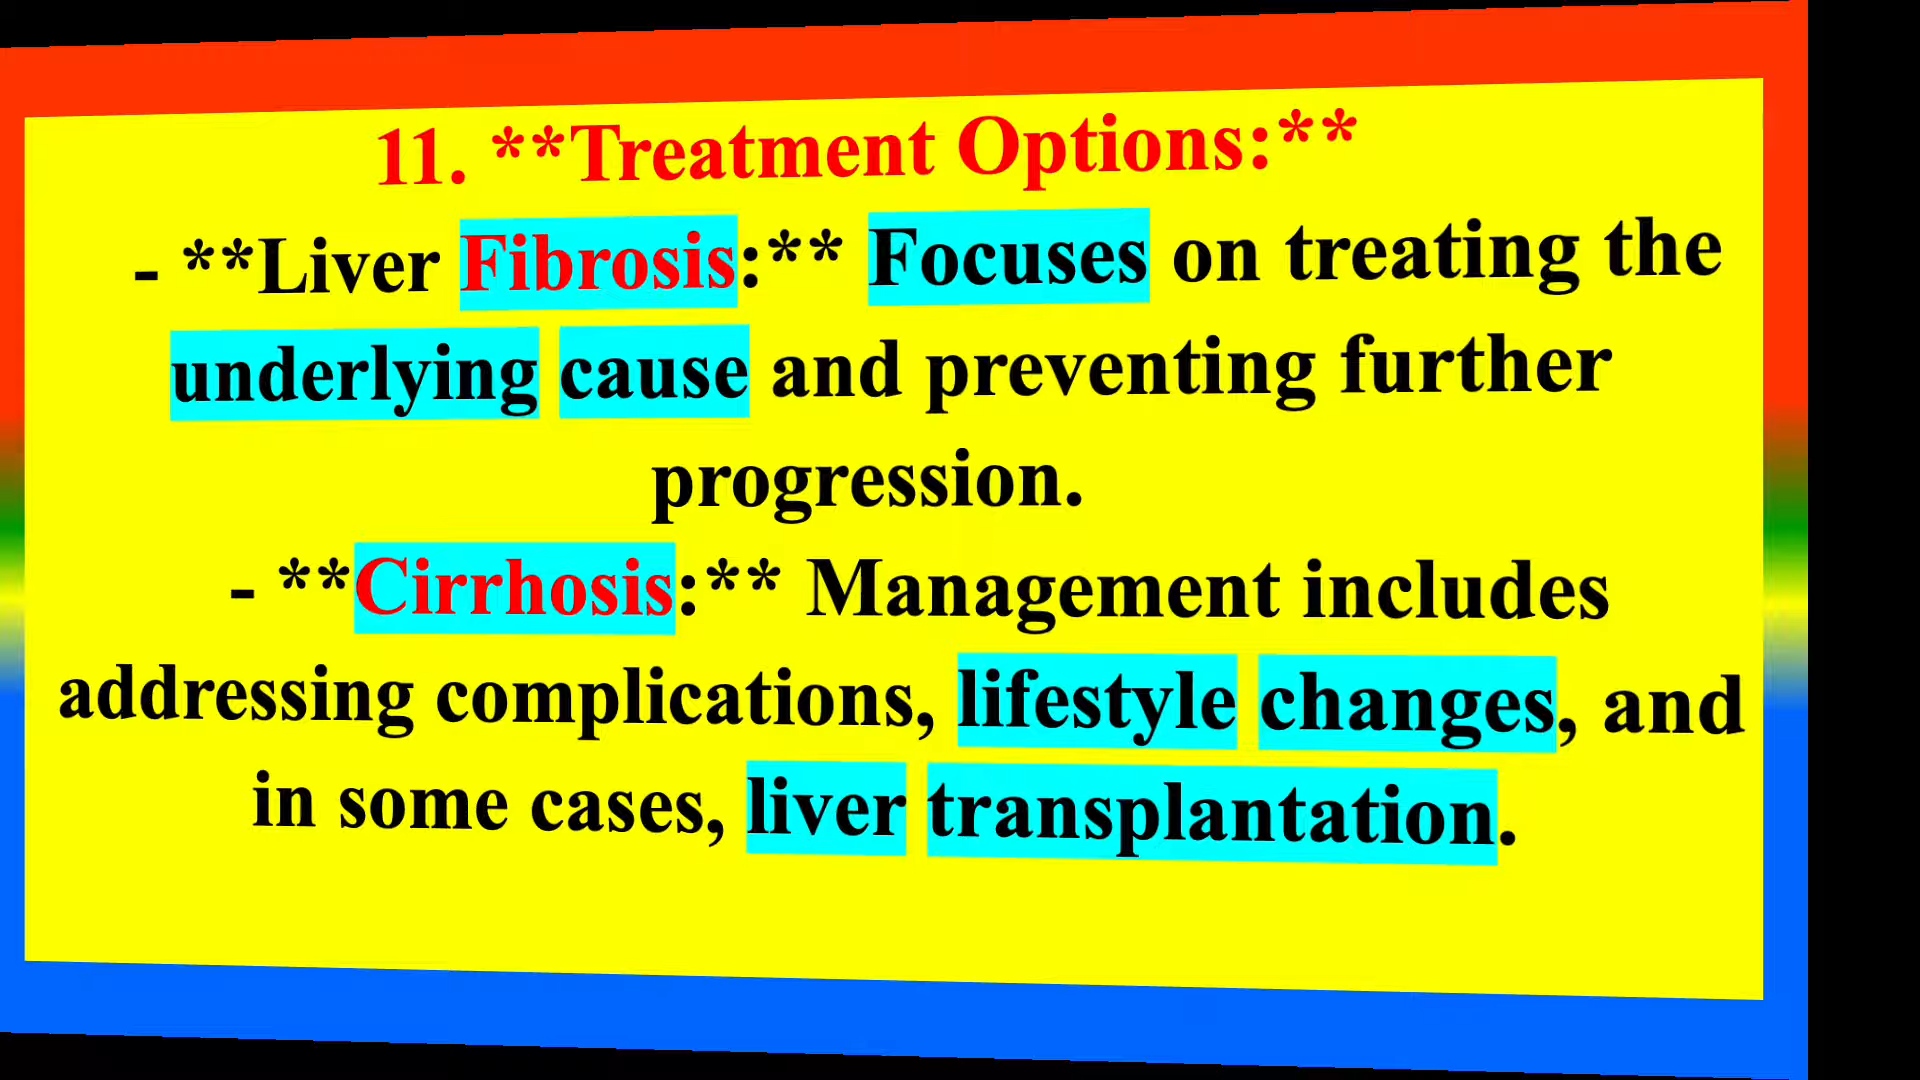 11. **Treatment Options:**
- **Liver Fibrosis:** Focuses on treating the
underlying cause and preventing further
progression.
- **Cirrhosis:** Management includes
addressing complications, lifestyle changes, and
in some cases, liver transplantation.